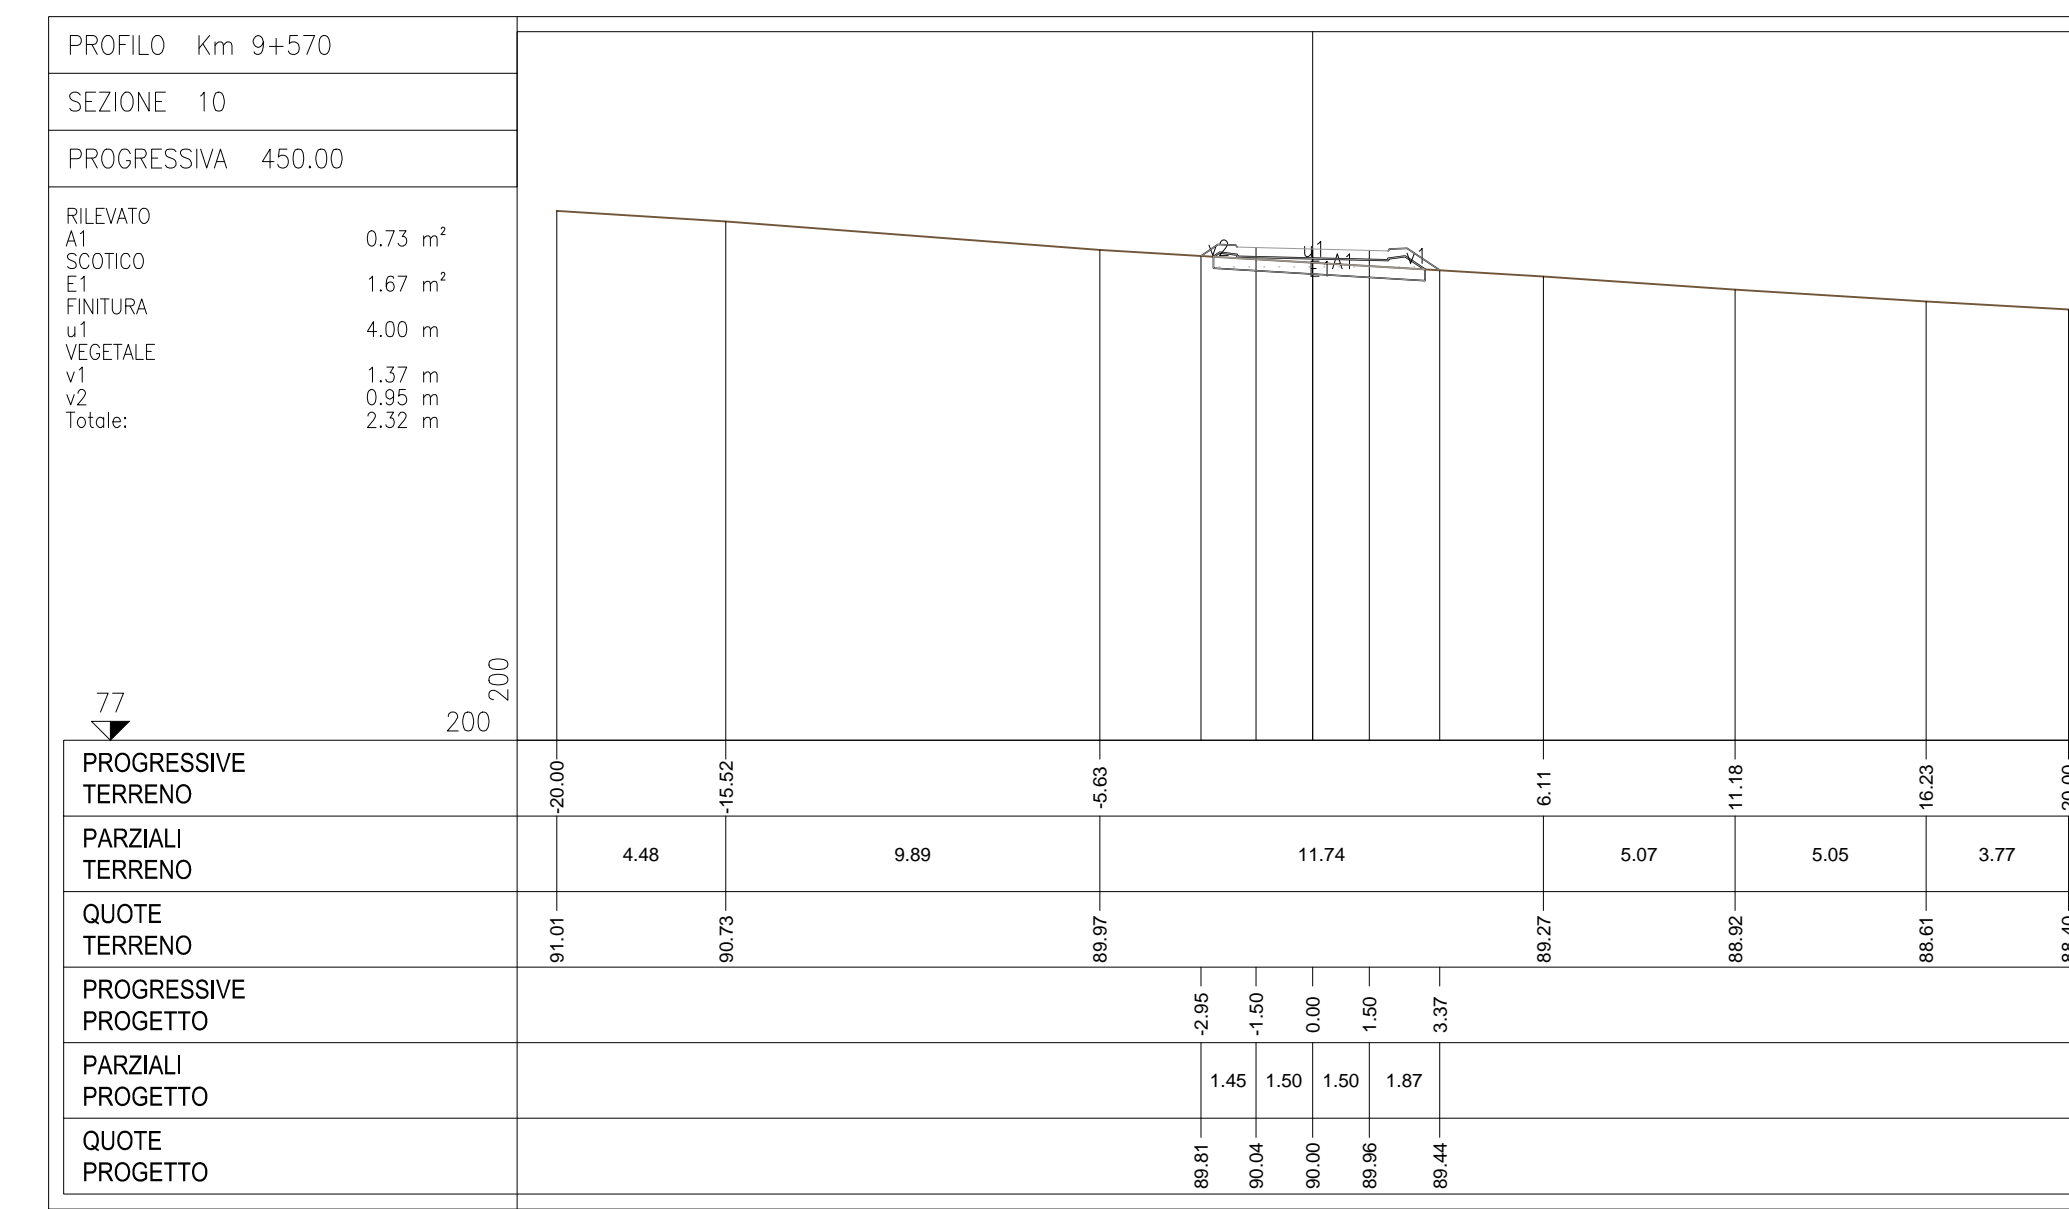 PROFILO Km 9+570
SEZIONE 10
PROGRESSIVA 450.00
RILEVATO
A1 0.73 m²
SCOTICO
E1 1.67 m²
FINITURA
u1 4.00 m
VEGETALE
v1 1.37 m
v2 0.95 m
Totale: 2.32 m
v2 u1 v1
E1 A1
200
77
200
PROGRESSIVE
TERRENO
-20.00 -15.52 -5.63 6.11 11.18 16.23 20.00
PARZIALI
TERRENO
4.48 9.89 11.74 5.07 5.05 3.77
QUOTE
TERRENO
91.01 90.73 89.97 89.27 88.92 88.61 88.40
PROGRESSIVE
PROGETTO
-2.95 -1.50 0.00 1.50 3.37
PARZIALI
PROGETTO
1.45 1.50 1.50 1.87
QUOTE
PROGETTO
89.81 90.04 90.00 89.96 89.44